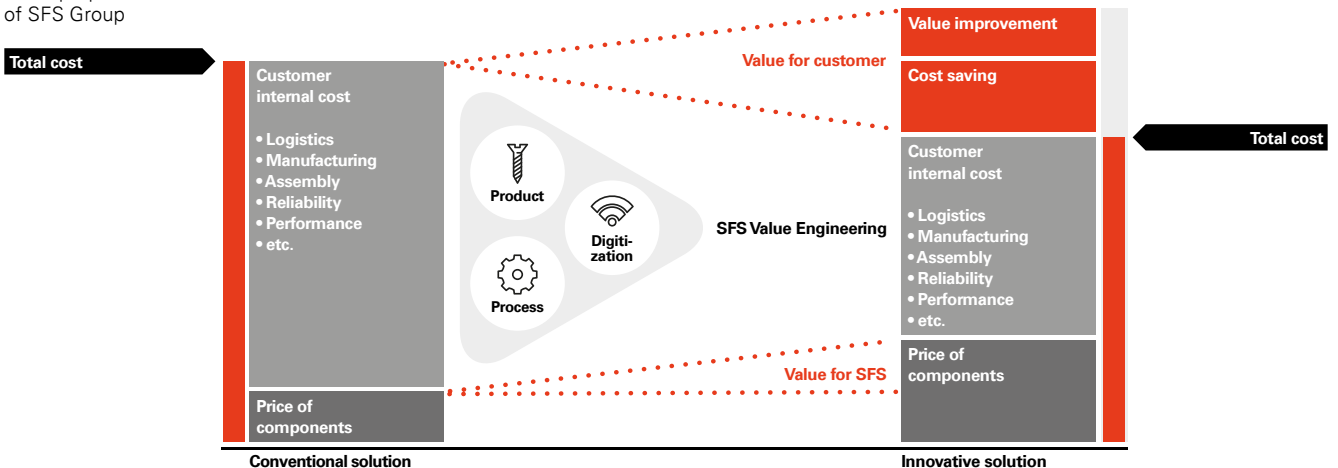 of SFS Group
Total cost
Customer
internal cost
• Logistics
• Manufacturing
• Assembly
• Reliability
• Performance
• etc.
Price of
components
Conventional solution
Product
Digiti-
zation
Process
Value for customer
SFS Value Engineering
Value for SFS
Value improvement
Cost saving
Customer
internal cost
• Logistics
• Manufacturing
• Assembly
• Reliability
• Performance
• etc.
Price of
components
Innovative solution
Total cost